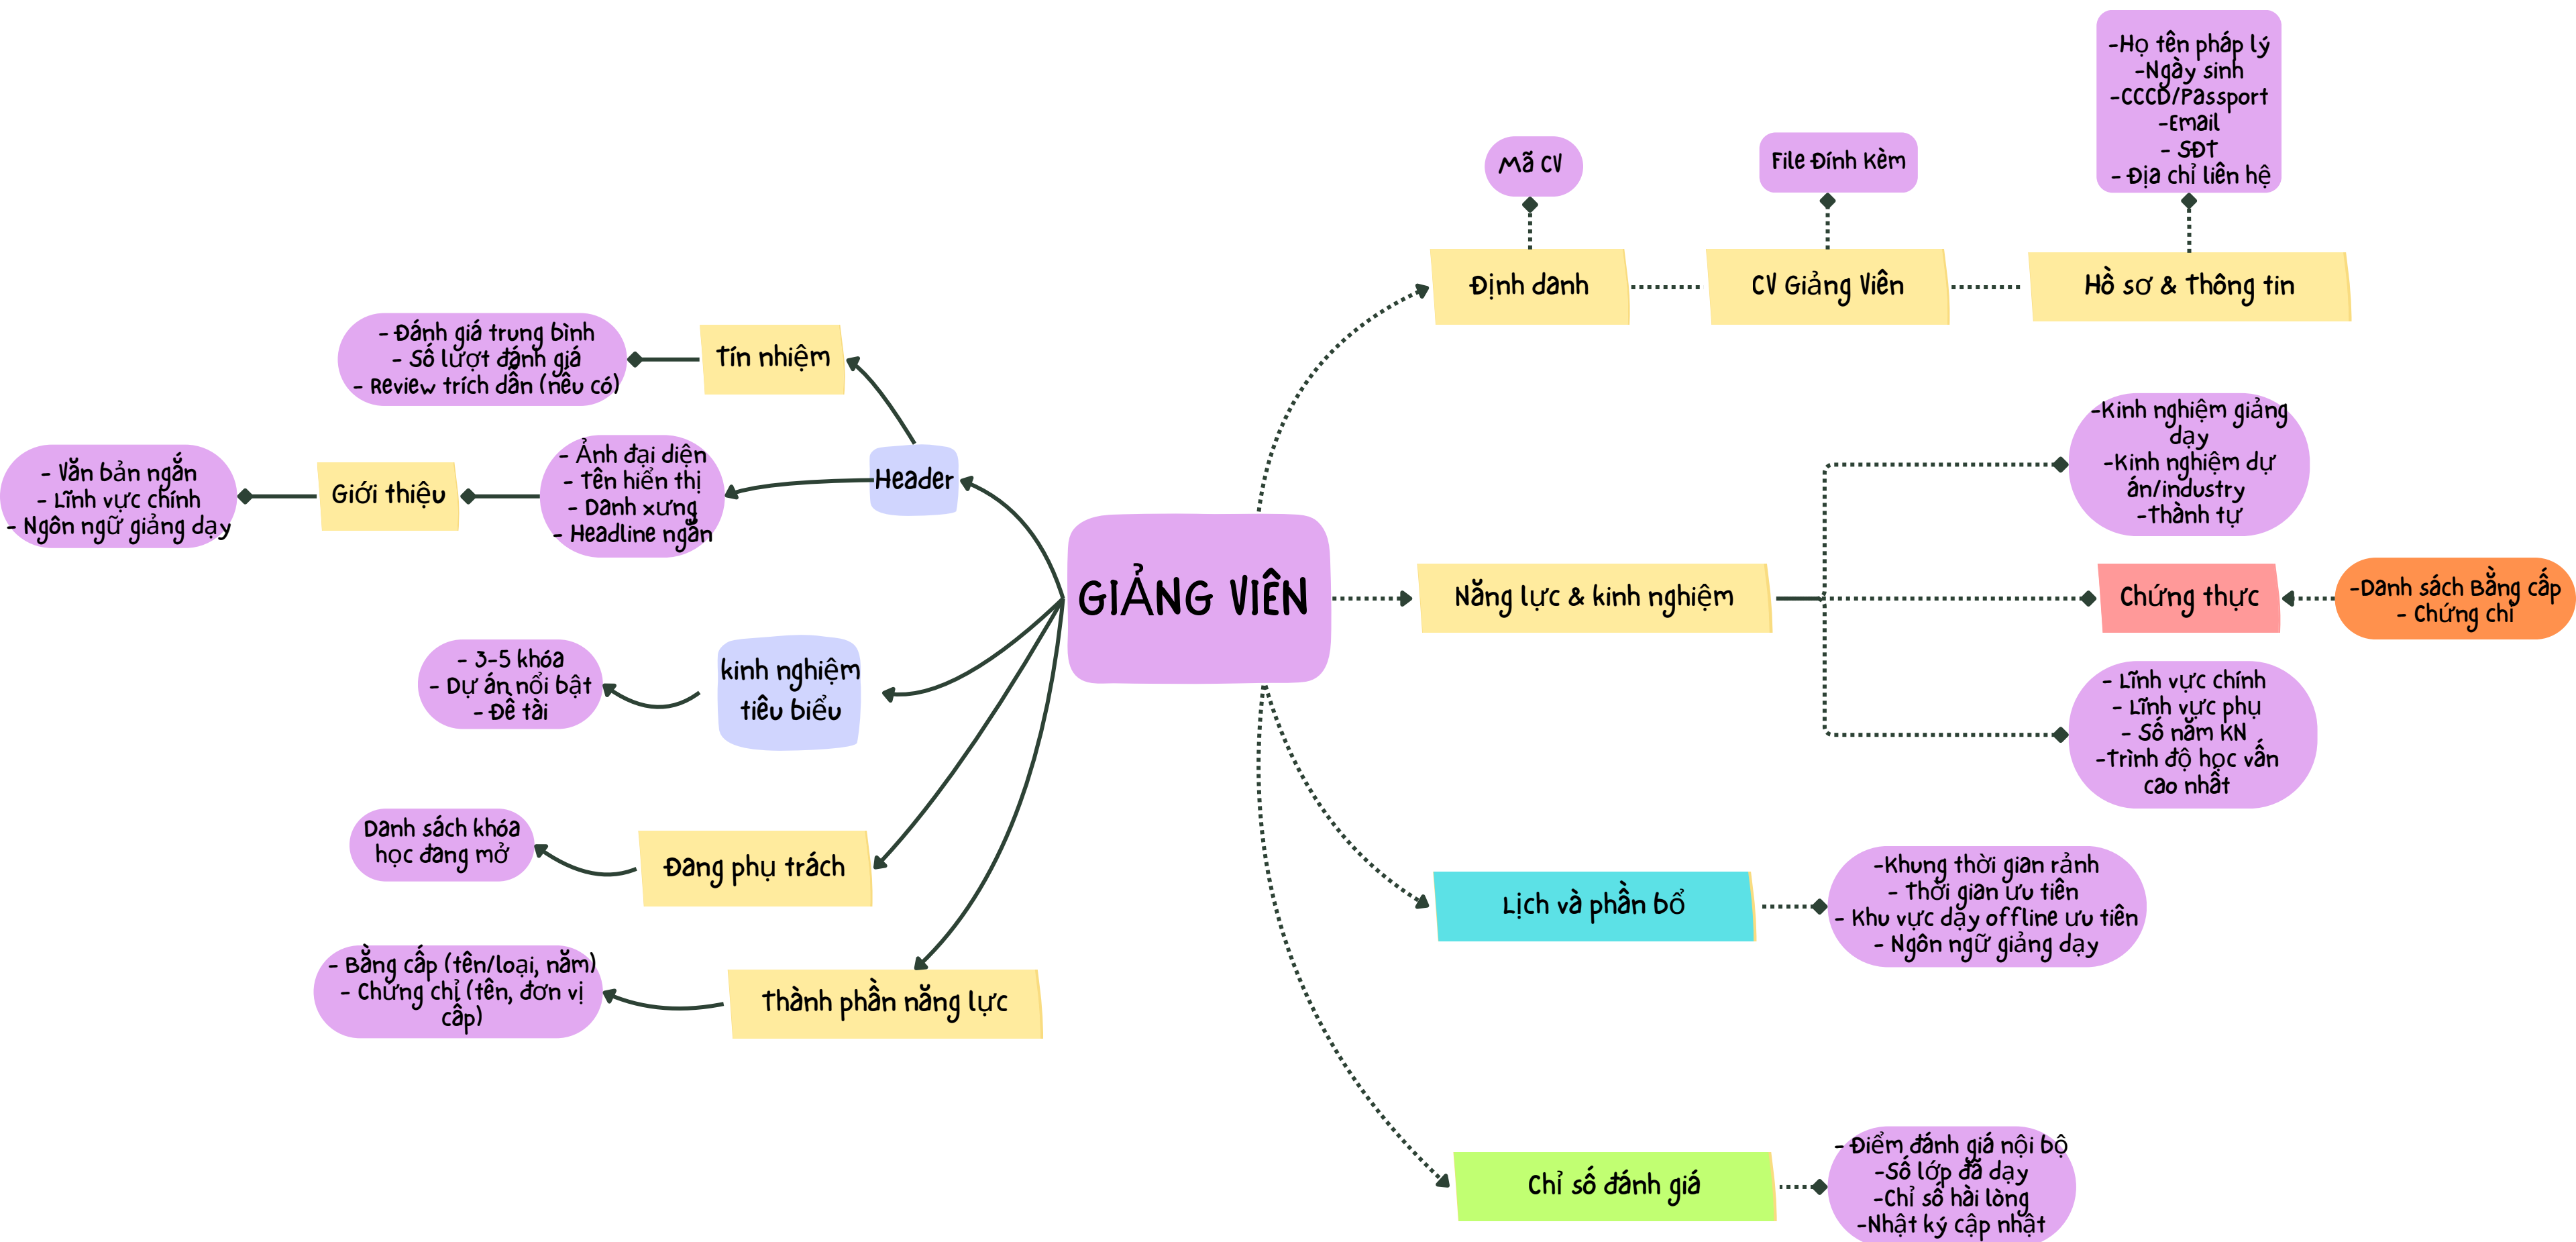 -Họ tên pháp lý
-Ngày sinh
-CCCD/Passport
-Email
- SĐT
- Địa chỉ liên hệ
Mã CV
File Đính Kèm
Định danh
CV Giảng Viên
Hồ sơ & Thông tin
- Đánh giá trung bình
- Số lượt đánh giá
- Review trích dẫn (nếu có)
Tín nhiệm
- Văn bản ngắn
- Lĩnh vực chính
- Ngôn ngữ giảng dạy
Giới thiệu
- Ảnh đại diện
- Tên hiển thị
- Danh xưng
- Headline ngắn
Header
-Kinh nghiệm giảng
dạy
-Kinh nghiệm dự
án/industry
-Thành tự
GIẢNG VIÊN
Năng lực & kinh nghiệm
Chứng thực
-Danh sách Bằng cấp
- Chứng chỉ
- 3-5 khóa
- Dự án nổi bật
- Đề tài
kinh nghiệm
tiêu biểu
- Lĩnh vực chính
- Lĩnh vực phụ
- Số năm KN
-Trình độ học vấn
cao nhất
Danh sách khóa
học đang mở
Đang phụ trách
Lịch và phần bổ
-Khung thời gian rảnh
- Thời gian ưu tiên
- Khu vực dạy offline ưu tiên
- Ngôn ngữ giảng dạy
- Bằng cấp (tên/loại, năm)
- Chứng chỉ (tên, đơn vị
cấp)
Thành phần năng lực
Chỉ số đánh giá
- Điểm đánh giá nội bộ
-Số lớp đã dạy
-Chỉ số hài lòng
-Nhật ký cập nhật